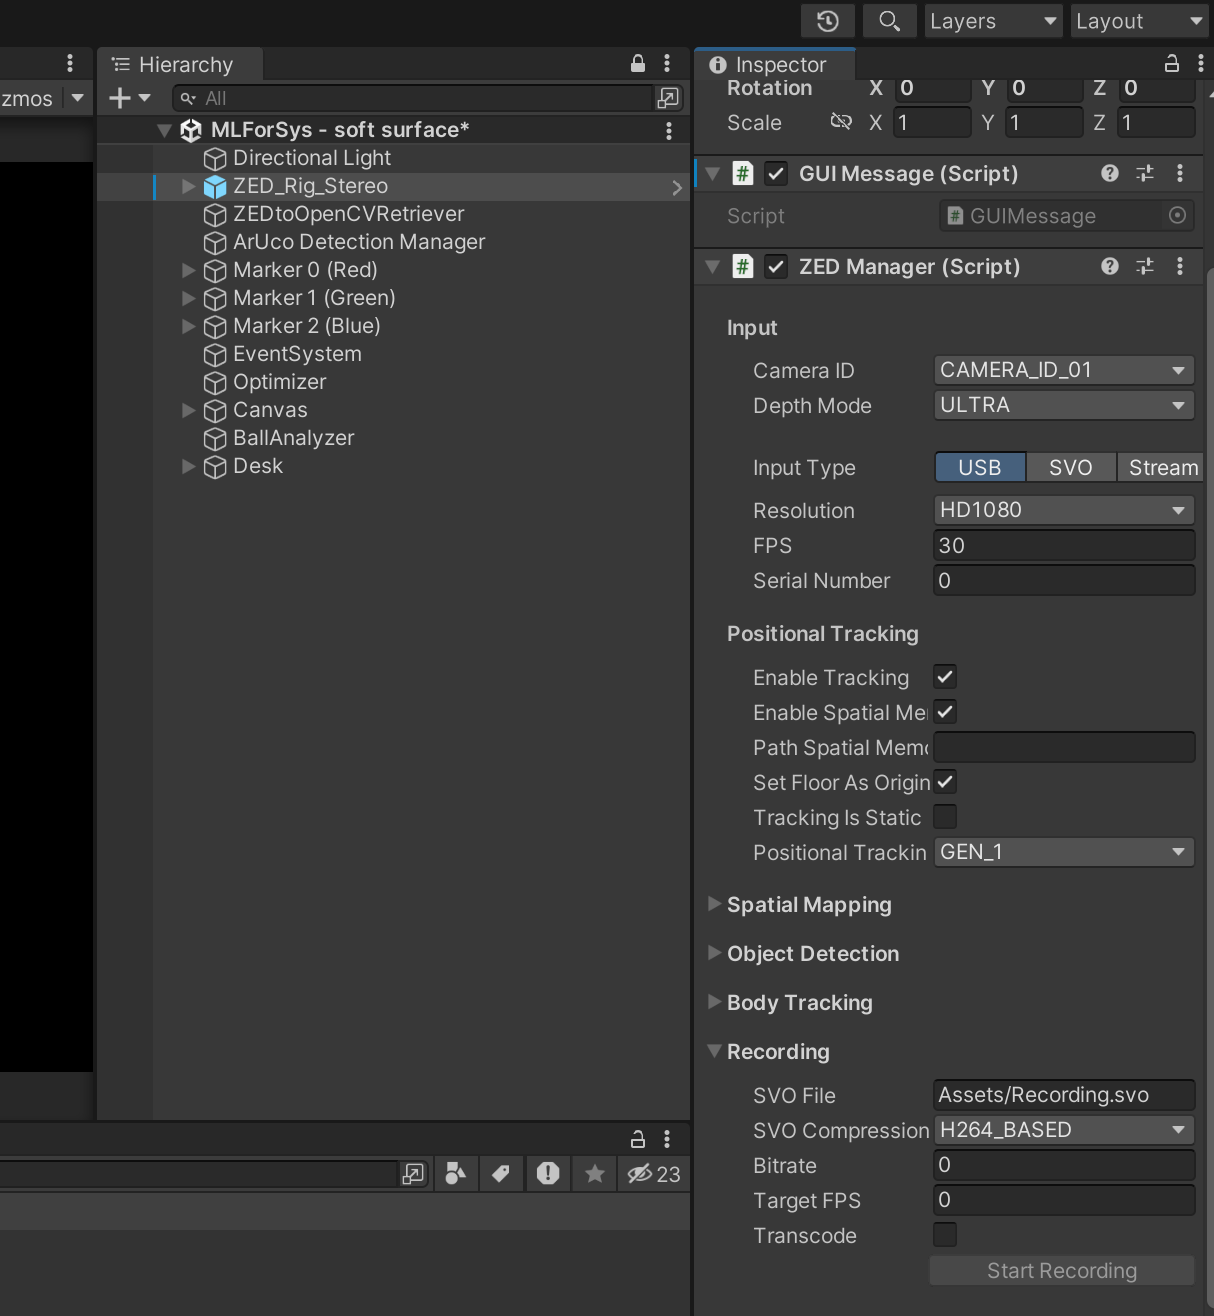 Layers
Layout
zmos
Hierarchy
All
MLForSys - soft surface*
Directional Light
ZED_Rig_Stereo
ZEDtoOpenCVRetriever
ArUco Detection Manager
Marker 0 (Red)
Marker 1 (Green)
Marker 2 (Blue)
EventSystem
Optimizer
Canvas
BallAnalyzer
Desk
23
Inspector
Rotation X 0 Y 0 Z 0
Scale X 1 Y 1 Z 1
# GUI Message (Script)
Script # GUIMessage
# ZED Manager (Script)
Input
Camera ID CAMERA_ID_01
Depth Mode ULTRA
Input Type USB SVO Stream
Resolution HD1080
FPS 30
Serial Number 0
Positional Tracking
Enable Tracking
Enable Spatial Me
Path Spatial Memo
Set Floor As Origin
Tracking Is Static
Positional Trackin GEN_1
Spatial Mapping
Object Detection
Body Tracking
Recording
SVO File Assets/Recording.svo
SVO Compression H264_BASED
Bitrate 0
Target FPS 0
Transcode
Start Recording